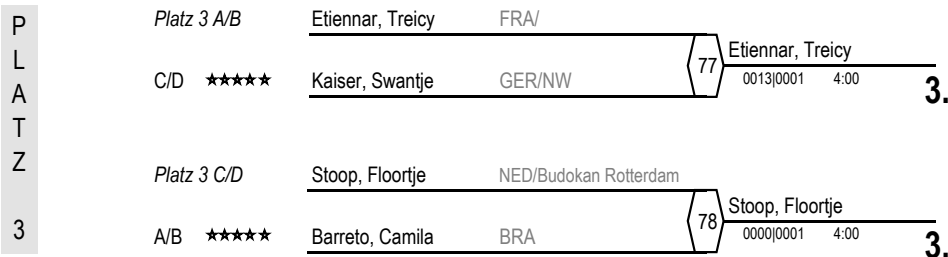 PLATZ 3
Platz 3 A/B Etiennar, Treicy FRA/
77 Etiennar, Treicy
0013|0001 4:00 3.
C/D ☆☆☆☆☆ Kaiser, Swantje GER/NW
Platz 3 C/D Stoop, Floortje NED/Budokan Rotterdam
78 Stoop, Floortje
0000|0001 4:00 3.
A/B ☆☆☆☆☆ Barreto, Camila BRA